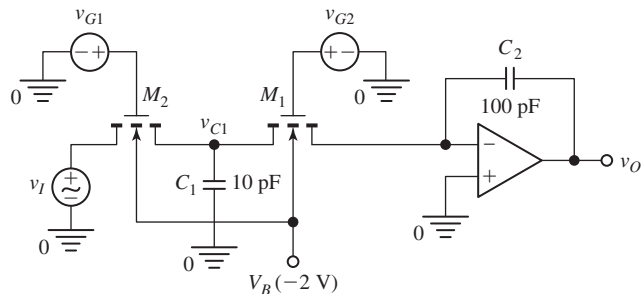 v_G1
v_G2
− +
+ −
0
0
M_2
M_1
C_2
100 pF
v_C1
v_I
+
−
C_1
10 pF
−
+
v_O
0
0
0
V_B (−2 V)